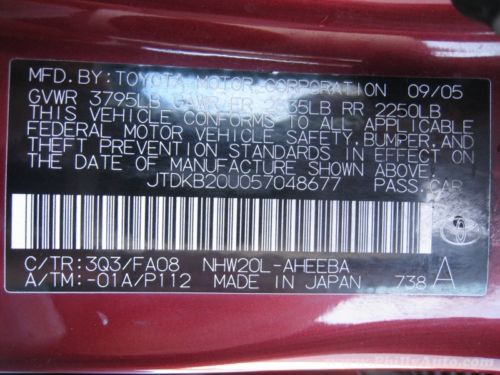 MFD. BY: TOYOTA MOTOR CORPORATION 09/05
GVWR 3795LB GAWR/FR 2335LB RR 2250LB
THIS VEHICLE CONFORMS TO ALL APPLICABLE
FEDERAL MOTOR VEHICLE SAFETY, BUMPER, AND
THEFT PREVENTION STANDARDS IN EFFECT ON
THE DATE OF MANUFACTURE SHOWN ABOVE.
JTDKB20U057048677 PASS. CAR
C/TR: 3Q3/FA08 NHW20L-AHEEBA A
A/TM: -01A/P112 MADE IN JAPAN 738